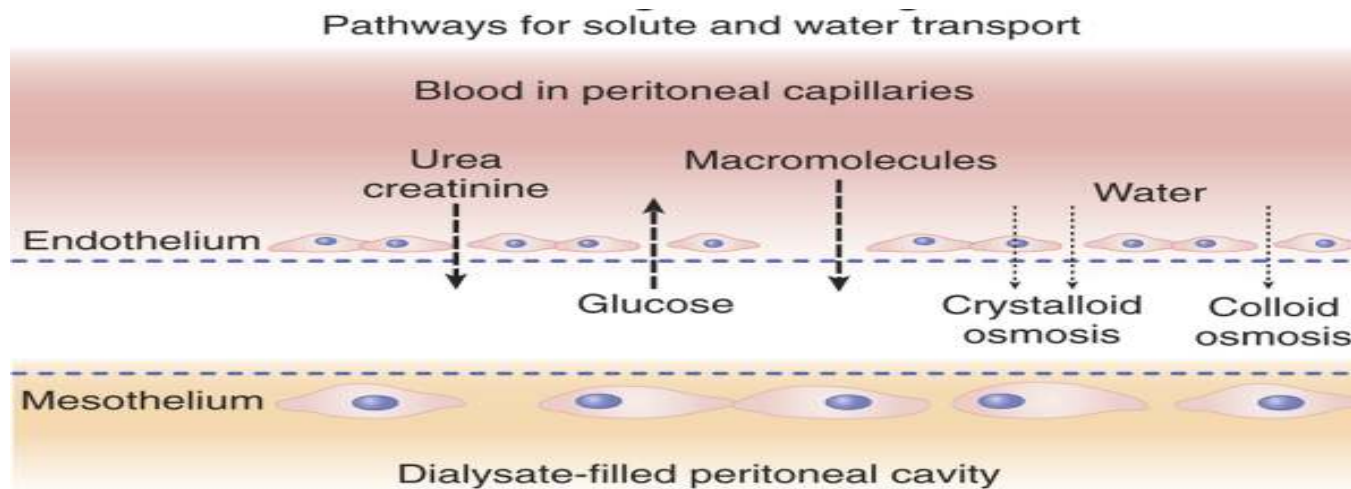 Pathways for solute and water transport
Blood in peritoneal capillaries
Urea
creatinine
Macromolecules
Water
Endothelium
Glucose
Crystalloid
osmosis
Colloid
osmosis
Mesothelium
Dialysate-filled peritoneal cavity